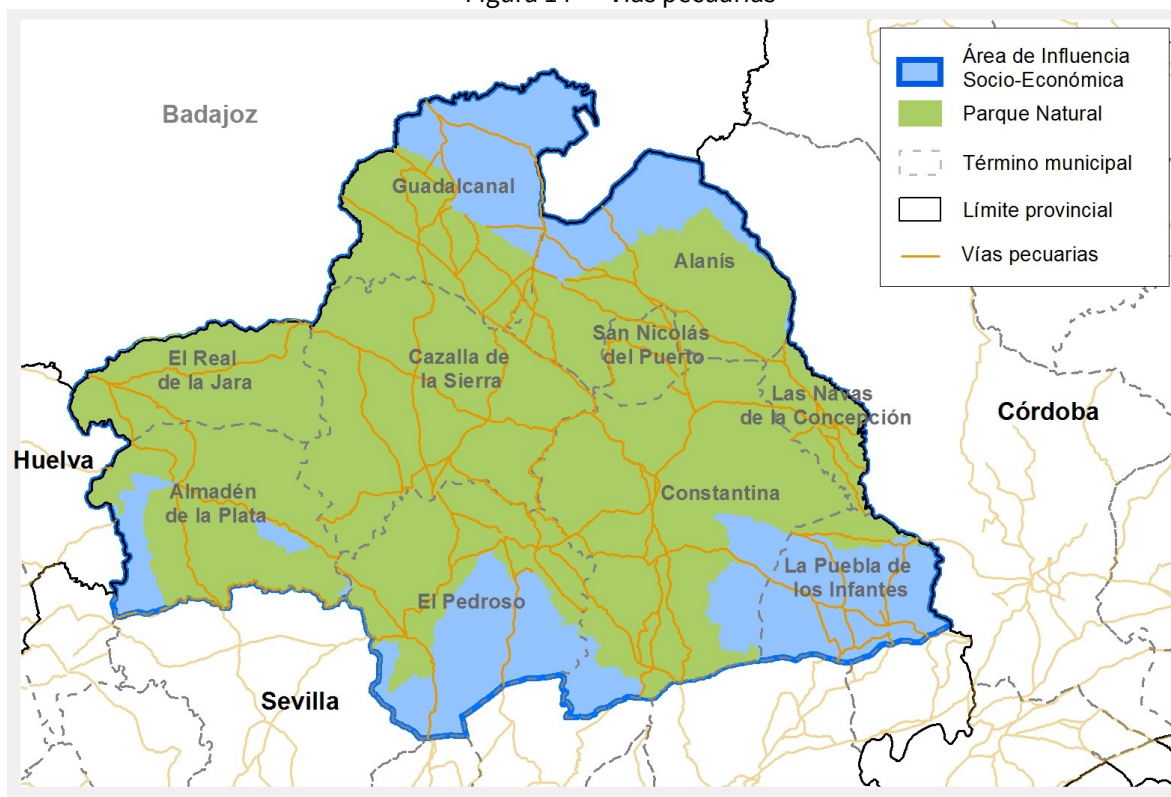 Área de Influencia
Socio-Económica
Parque Natural
Término municipal
Límite provincial
Vías pecuarias
Badajoz
Guadalcanal
Alanís
San Nicolás
del Puerto
Cazalla de
la Sierra
El Real
de la Jara
Las Navas
de la Concepción
Córdoba
Huelva
Almadén
de la Plata
Constantina
La Puebla de
los Infantes
El Pedroso
Sevilla